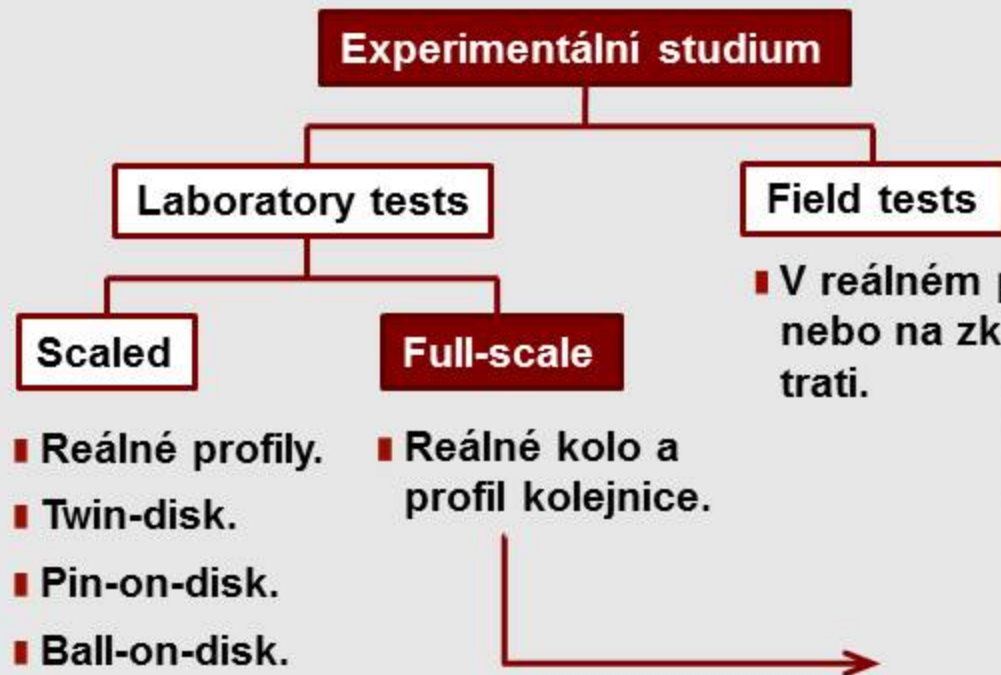 Experimentální studium
Laboratory tests
Field tests
V reálném
nebo na
trati.
Scaled
Full-scale
Reálné profily.
Twin-disk.
Pin-on-disk.
Ball-on-disk.
Reálné kolo a
profil kolejnice.